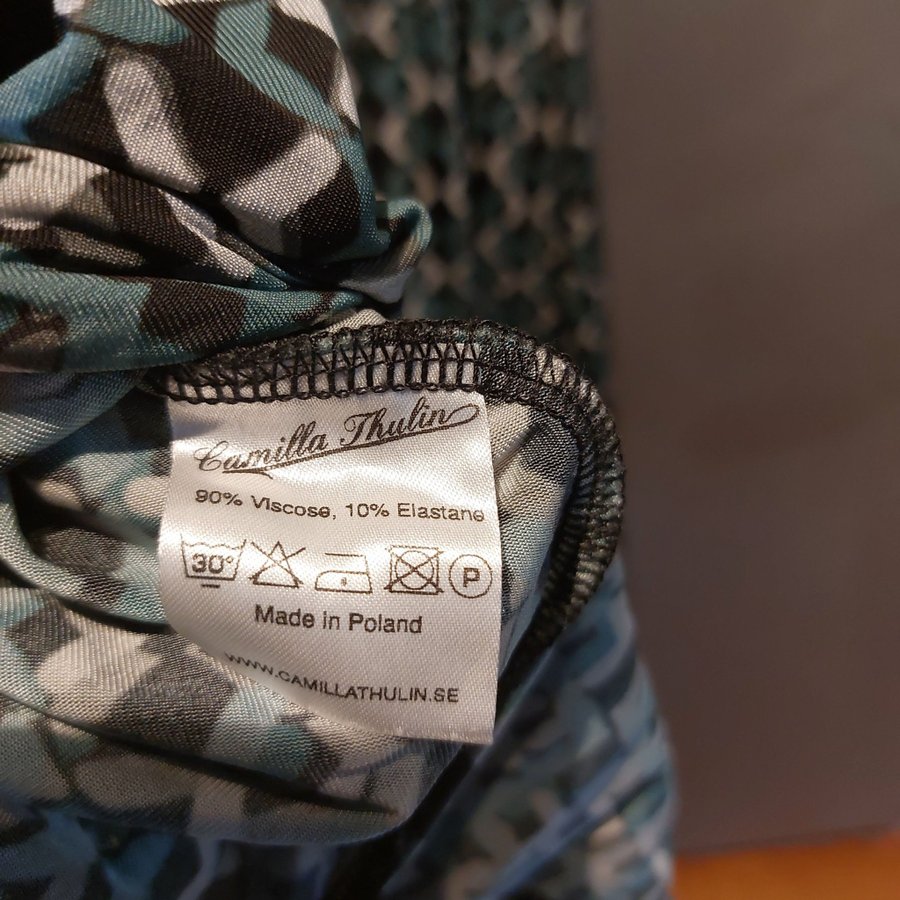 Camilla Thulin
90% Viscose, 10% Elastane
30° P
Made in Poland
WWW.CAMILLATHULIN.SE